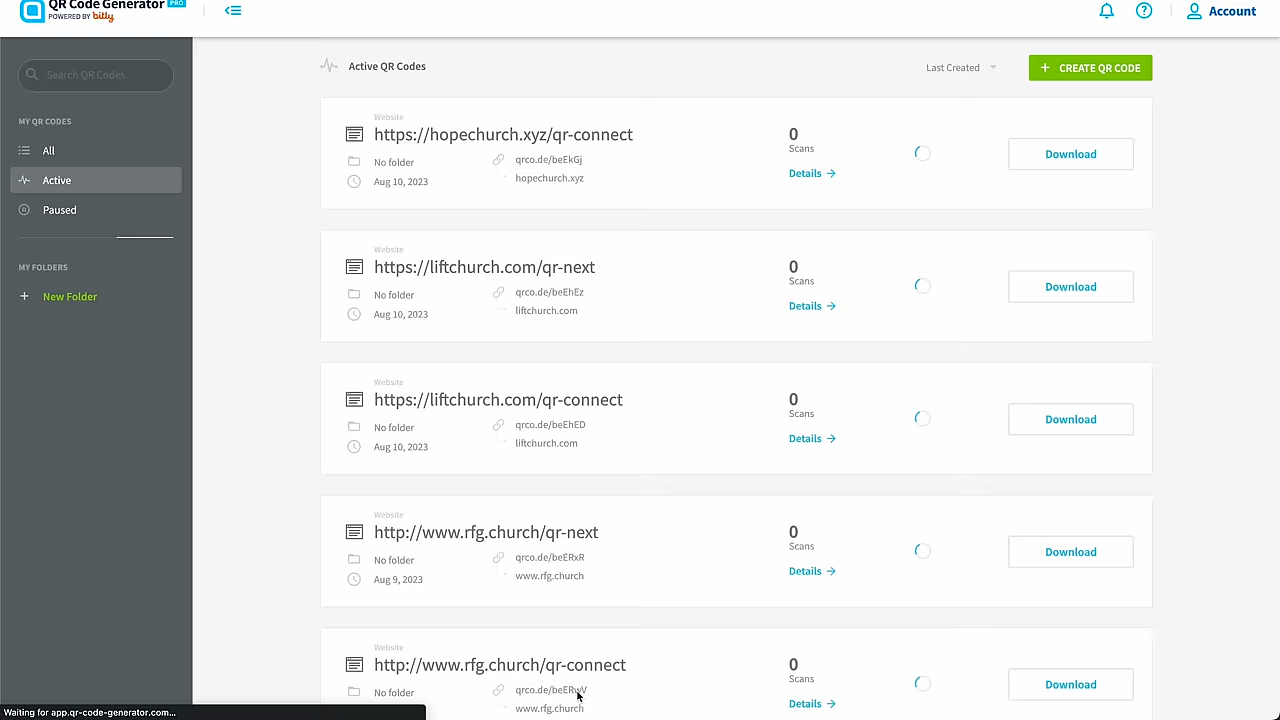 QR Code Generator PRO
POWERED BY bitly
Account
Search QR Codes
MY QR CODES
All
Active
Paused
MY FOLDERS
+ New Folder
Active QR Codes
Last Created
+ CREATE QR CODE
Website
https://hopechurch.xyz/qr-connect
No folder
Aug 10, 2023
qrco.de/beEkGj
hopechurch.xyz
0
Scans
Details →
Download
Website
https://liftchurch.com/qr-next
No folder
Aug 10, 2023
qrco.de/beEhEz
liftchurch.com
0
Scans
Details →
Download
Website
https://liftchurch.com/qr-connect
No folder
Aug 10, 2023
qrco.de/beEhED
liftchurch.com
0
Scans
Details →
Download
Website
http://www.rfg.church/qr-next
No folder
Aug 9, 2023
qrco.de/beERxR
www.rfg.church
0
Scans
Details →
Download
Website
http://www.rfg.church/qr-connect
No folder
www.rfg.church
0
Scans
Details →
Download
Waiting for app.qr-code-generator.com...